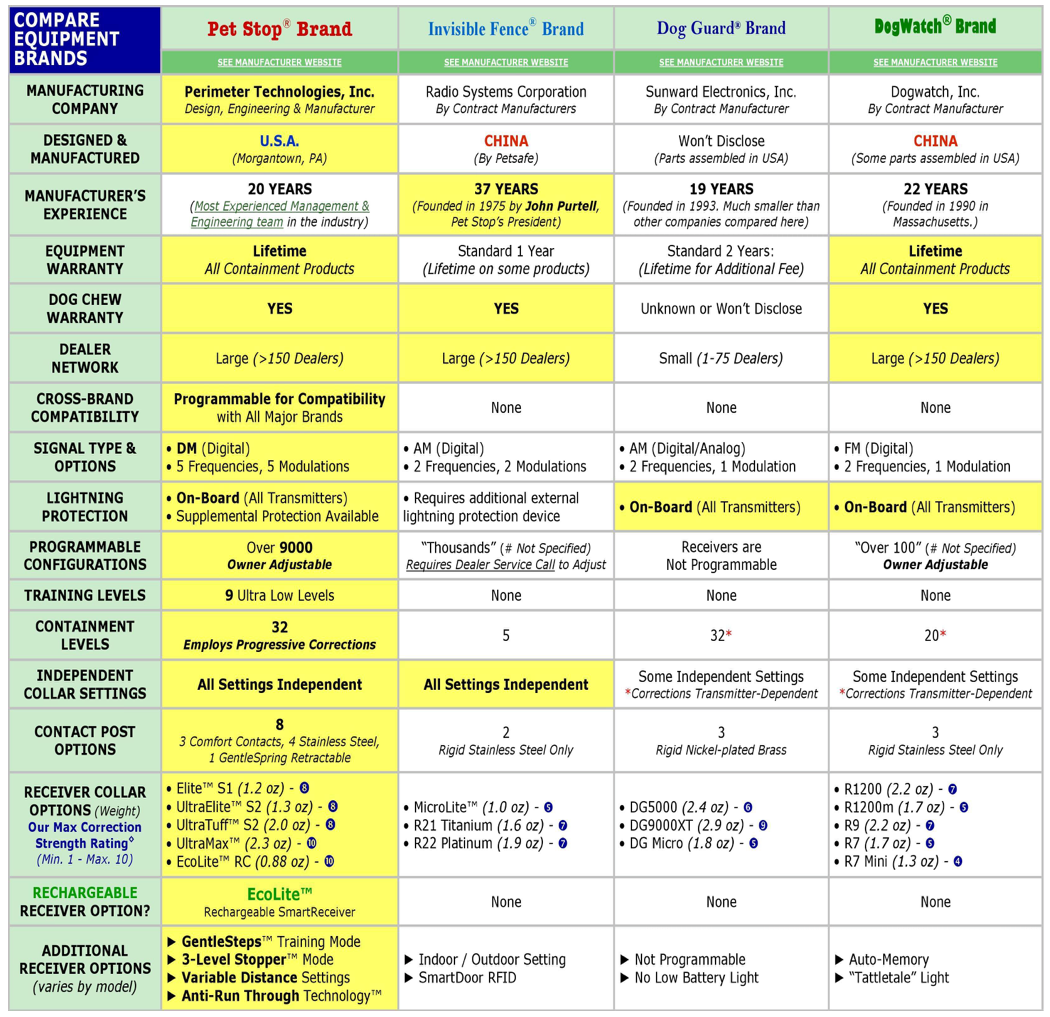 COMPARE
EQUIPMENT
BRANDS
Pet Stop® Brand
Invisible Fence® Brand
Dog Guard® Brand
DogWatch® Brand
SEE MANUFACTURER WEBSITE
SEE MANUFACTURER WEBSITE
SEE MANUFACTURER WEBSITE
SEE MANUFACTURER WEBSITE
MANUFACTURING
COMPANY
Perimeter Technologies, Inc.
Design, Engineering & Manufacturer
Radio Systems Corporation
By Contract Manufacturers
Sunward Electronics, Inc.
By Contract Manufacturer
Dogwatch, Inc.
By Contract Manufacturer
DESIGNED &
MANUFACTURED
U.S.A.
(Morgantown, PA)
CHINA
(By Petsafe)
Won't Disclose
(Parts assembled in USA)
CHINA
(Some parts assembled in USA)
MANUFACTURER'S
EXPERIENCE
20 YEARS
(Most Experienced Management &
Engineering team in the industry)
37 YEARS
(Founded in 1975 by John Purtell,
Pet Stop's President)
19 YEARS
(Founded in 1993. Much smaller than
other companies compared here)
22 YEARS
(Founded in 1990 in
Massachusetts.)
EQUIPMENT
WARRANTY
Lifetime
All Containment Products
Standard 1 Year
(Lifetime on some products)
Standard 2 Years:
(Lifetime for Additional Fee)
Lifetime
All Containment Products
DOG CHEW
WARRANTY
YES
YES
Unknown or Won't Disclose
YES
DEALER
NETWORK
Large (>150 Dealers)
Large (>150 Dealers)
Small (1-75 Dealers)
Large (>150 Dealers)
CROSS-BRAND
COMPATIBILITY
Programmable for Compatibility
with All Major Brands
None
None
None
SIGNAL TYPE &
OPTIONS
• DM (Digital)
• 5 Frequencies, 5 Modulations
• AM (Digital)
• 2 Frequencies, 2 Modulations
• AM (Digital/Analog)
• 2 Frequencies, 1 Modulation
• FM (Digital)
• 2 Frequencies, 1 Modulation
LIGHTNING
PROTECTION
• On-Board (All Transmitters)
• Supplemental Protection Available
• Requires additional external
lightning protection device
• On-Board (All Transmitters)
• On-Board (All Transmitters)
PROGRAMMABLE
CONFIGURATIONS
Over 9000
Owner Adjustable
"Thousands" (# Not Specified)
Requires Dealer Service Call to Adjust
Receivers are
Not Programmable
"Over 100" (# Not Specified)
Owner Adjustable
TRAINING LEVELS
9 Ultra Low Levels
None
None
None
CONTAINMENT
LEVELS
32
Employs Progressive Corrections
5
32*
20*
INDEPENDENT
COLLAR SETTINGS
All Settings Independent
All Settings Independent
Some Independent Settings
*Corrections Transmitter-Dependent
Some Independent Settings
*Corrections Transmitter-Dependent
CONTACT POST
OPTIONS
8
3 Comfort Contacts, 4 Stainless Steel,
1 GentleSpring Retractable
2
Rigid Stainless Steel Only
3
Rigid Nickel-plated Brass
3
Rigid Stainless Steel Only
RECEIVER COLLAR
OPTIONS (Weight)
Our Max Correction
Strength Rating❖
(Min. 1 - Max. 10)
• Elite™ S1 (1.2 oz) - ❽
• UltraElite™ S2 (1.3 oz) - ❽
• UltraTuff™ S2 (2.0 oz) - ❽
• UltraMax™ (2.3 oz) - ❿
• EcoLite™ RC (0.88 oz) - ❿
• MicroLite™ (1.0 oz) - ❺
• R21 Titanium (1.6 oz) - ❼
• R22 Platinum (1.9 oz) - ❼
• DG5000 (2.4 oz) - ❻
• DG9000XT (2.9 oz) - ❾
• DG Micro (1.8 oz) - ❺
• R1200 (2.2 oz) - ❼
• R1200m (1.7 oz) - ❺
• R9 (2.2 oz) - ❼
• R7 (1.7 oz) - ❺
• R7 Mini (1.3 oz) - ❹
RECHARGEABLE
RECEIVER OPTION?
EcoLite™
Rechargeable SmartReceiver
None
None
None
ADDITIONAL
RECEIVER OPTIONS
(varies by model)
▶ GentleSteps™ Training Mode
▶ 3-Level Stopper™ Mode
▶ Variable Distance Settings
▶ Anti-Run Through Technology™
▶ Indoor / Outdoor Setting
▶ SmartDoor RFID
▶ Not Programmable
▶ No Low Battery Light
▶ Auto-Memory
▶ "Tattletale" Light